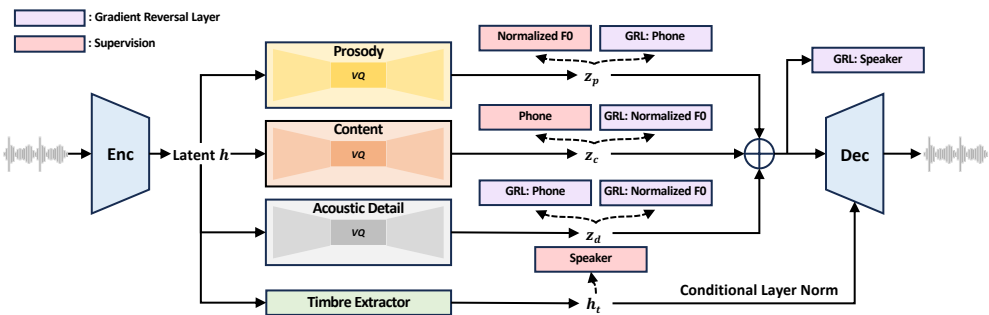 : Gradient Reversal Layer
: Supervision
Prosody
VQ
Normalized F0
GRL: Phone
z_p
GRL: Speaker
Enc
Latent h
Content
VQ
Phone
GRL: Normalized F0
z_c
Dec
Acoustic Detail
VQ
GRL: Phone
GRL: Normalized F0
z_d
Speaker
Timbre Extractor
h_t
Conditional Layer Norm